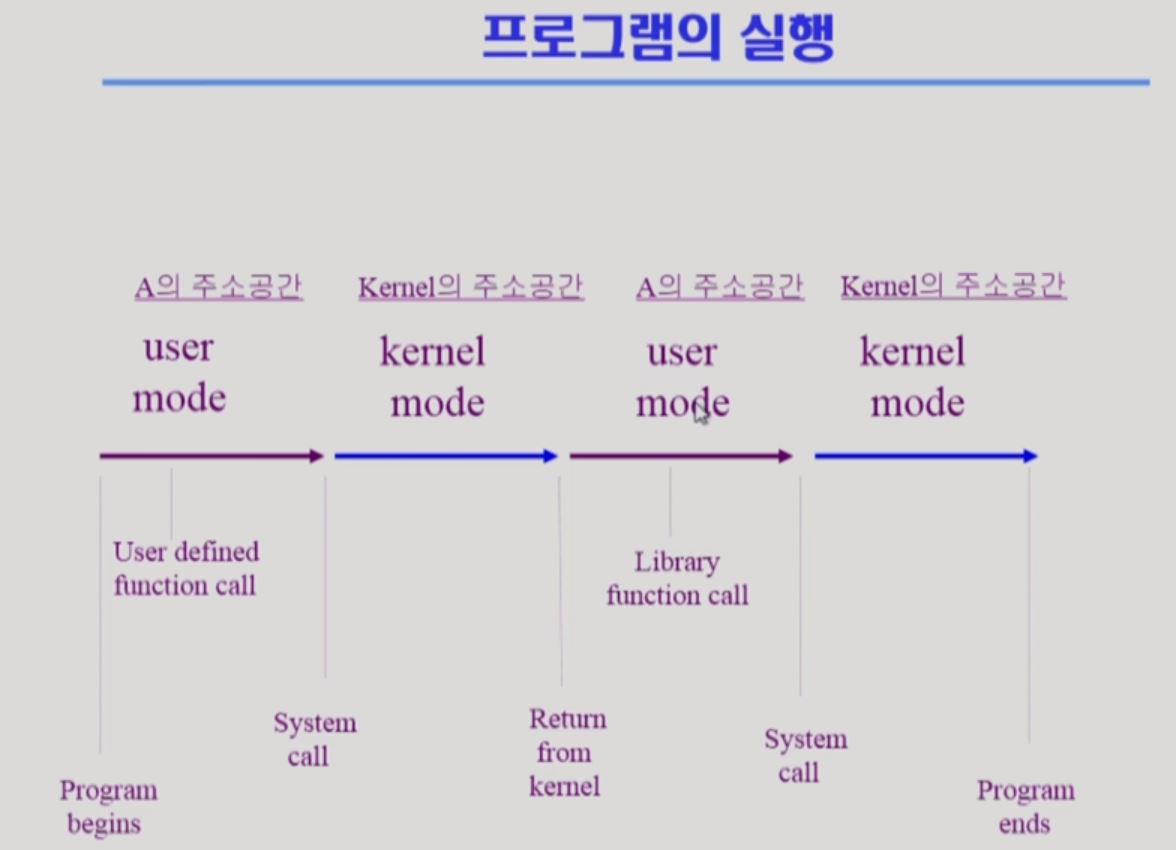 프로그램의 실행
A의 주소공간
Kernel의 주소공간
A의 주소공간
Kernel의 주소공간
user
mode
kernel
mode
user
mode
kernel
mode
User defined
function call
Library
function call
System
call
Return
from
kernel
System
call
Program
begins
Program
ends